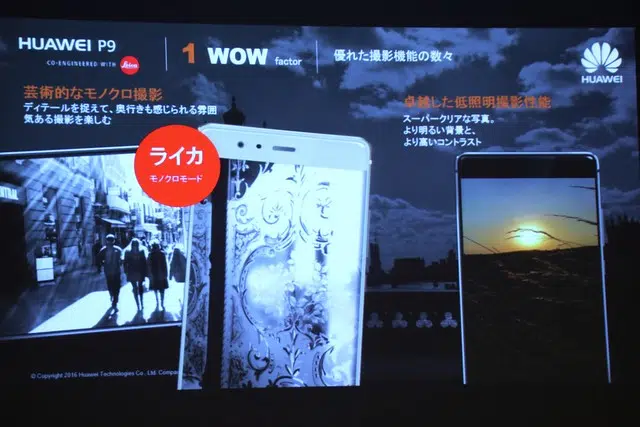 HUAWEI P9
CO-ENGINEERED WITH Leica
1 WOW factor
優れた撮影機能の数々
HUAWEI
芸術的なモノクロ撮影
ディテールを捉えて、奥行きも感じられる雰囲
気ある撮影を楽しむ
ライカ
モノクロモード
卓越した低照明撮影性能
スーパークリアな写真。
より明るい背景と、
より高いコントラスト
© Copyright 2016 Huawei Technologies Co., Ltd. Compa